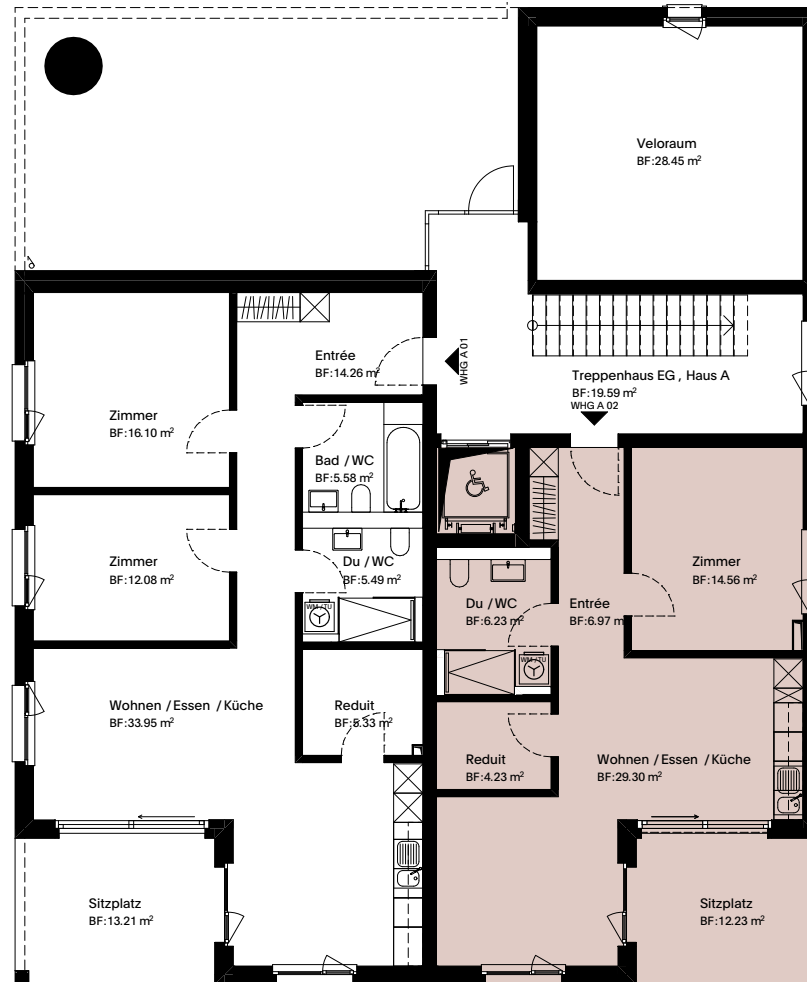 Veloraum
BF:28.45 m²
WHG A 01
Entrée
BF:14.26 m²
Treppenhaus EG , Haus A
BF:19.59 m²
WHG A 02
Zimmer
BF:16.10 m²
Bad / WC
BF:5.58 m²
Zimmer
BF:12.08 m²
Du / WC
BF:5.49 m²
WM / TU
Zimmer
BF:14.56 m²
Du / WC
BF:6.23 m²
Entrée
BF:6.97 m
WM / TU
Wohnen / Essen / Küche
BF:33.95 m²
Reduit
BF:5.33 m²
Reduit
BF:4.23 m²
Wohnen / Essen / Küche
BF:29.30 m²
Sitzplatz
BF:13.21 m²
Sitzplatz
BF:12.23 m²